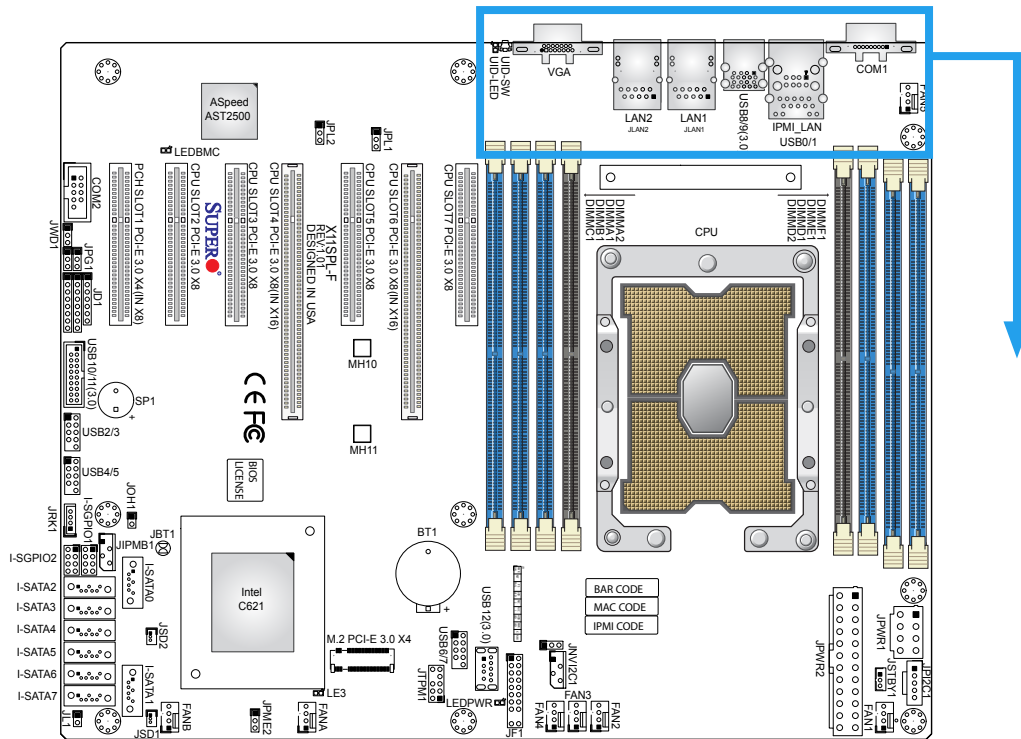 UID-SW
UID-LED
VGA
LAN2
JLAN2
LAN1
JLAN1
USB8/9(3.0
IPMI_LAN
USB0/1
COM1
FAN5
ASpeed
AST2500
JPL2
JPL1
LEDBMC
COM2
JWD1
JPG1
JD1
PCH SLOT1 PCI-E 3.0 X4(IN X8)
CPU SLOT2 PCI-E 3.0 X8
SUPER
CPU SLOT3 PCI-E 3.0 X8
CPU SLOT4 PCI-E 3.0 X8(IN X16)
X11SPL-F
REV:1.01
DESIGNED IN USA
CPU SLOT5 PCI-E 3.0 X8
CPU SLOT6 PCI-E 3.0 X8(IN X16)
CPU SLOT7 PCI-E 3.0 X8
DIMMC1
DIMMB1
DIMMA1
DIMMA2
CPU
DIMMD2
DIMMD1
DIMME1
DIMMF1
USB10/11(3.0)
SP1
+
USB2/3
USB4/5
MH10
MH11
CE FC
BIOS
LICENSE
JRK1
I-SGPIO1
JOH1
JIPMB1
JBT1
I-SGPIO2
I-SATA0
I-SATA2
I-SATA3
I-SATA4
I-SATA5
I-SATA6
I-SATA7
JSD2
I-SATA1
JL1
JSD1
FANB
Intel
C621
JPME2
LE3
FANA
M.2 PCI-E 3.0 X4
BT1
+
USB12(3.0)
USB6/7
JTPM1
LEDPWR
JF1
BAR CODE
MAC CODE
IPMI CODE
JNVI2C1
FAN4
FAN3
FAN2
JPWR2
JPWR1
JSTBY1
JPI2C1
FAN1